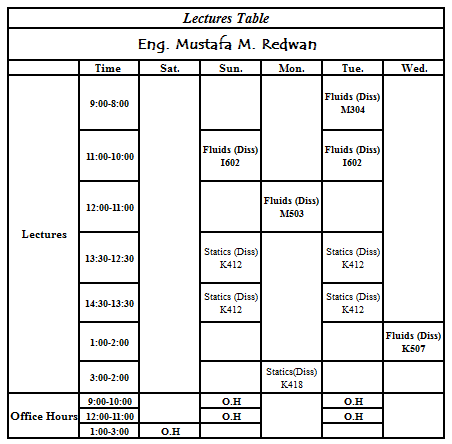 Lectures Table
Eng. Mustafa M. Redwan
Time Sat. Sun. Mon. Tue. Wed.
Lectures
9:00-8:00 Fluids (Diss) M304
11:00-10:00 Fluids (Diss) I602 Fluids (Diss) I602
12:00-11:00 Fluids (Diss) M503
13:30-12:30 Statics (Diss) K412 Statics (Diss) K412
14:30-13:30 Statics (Diss) K412 Statics (Diss) K412
1:00-2:00 Fluids (Diss) K507
3:00-2:00 Statics(Diss) K418
Office Hours
9:00-10:00 O.H O.H
12:00-11:00 O.H O.H
1:00-3:00 O.H